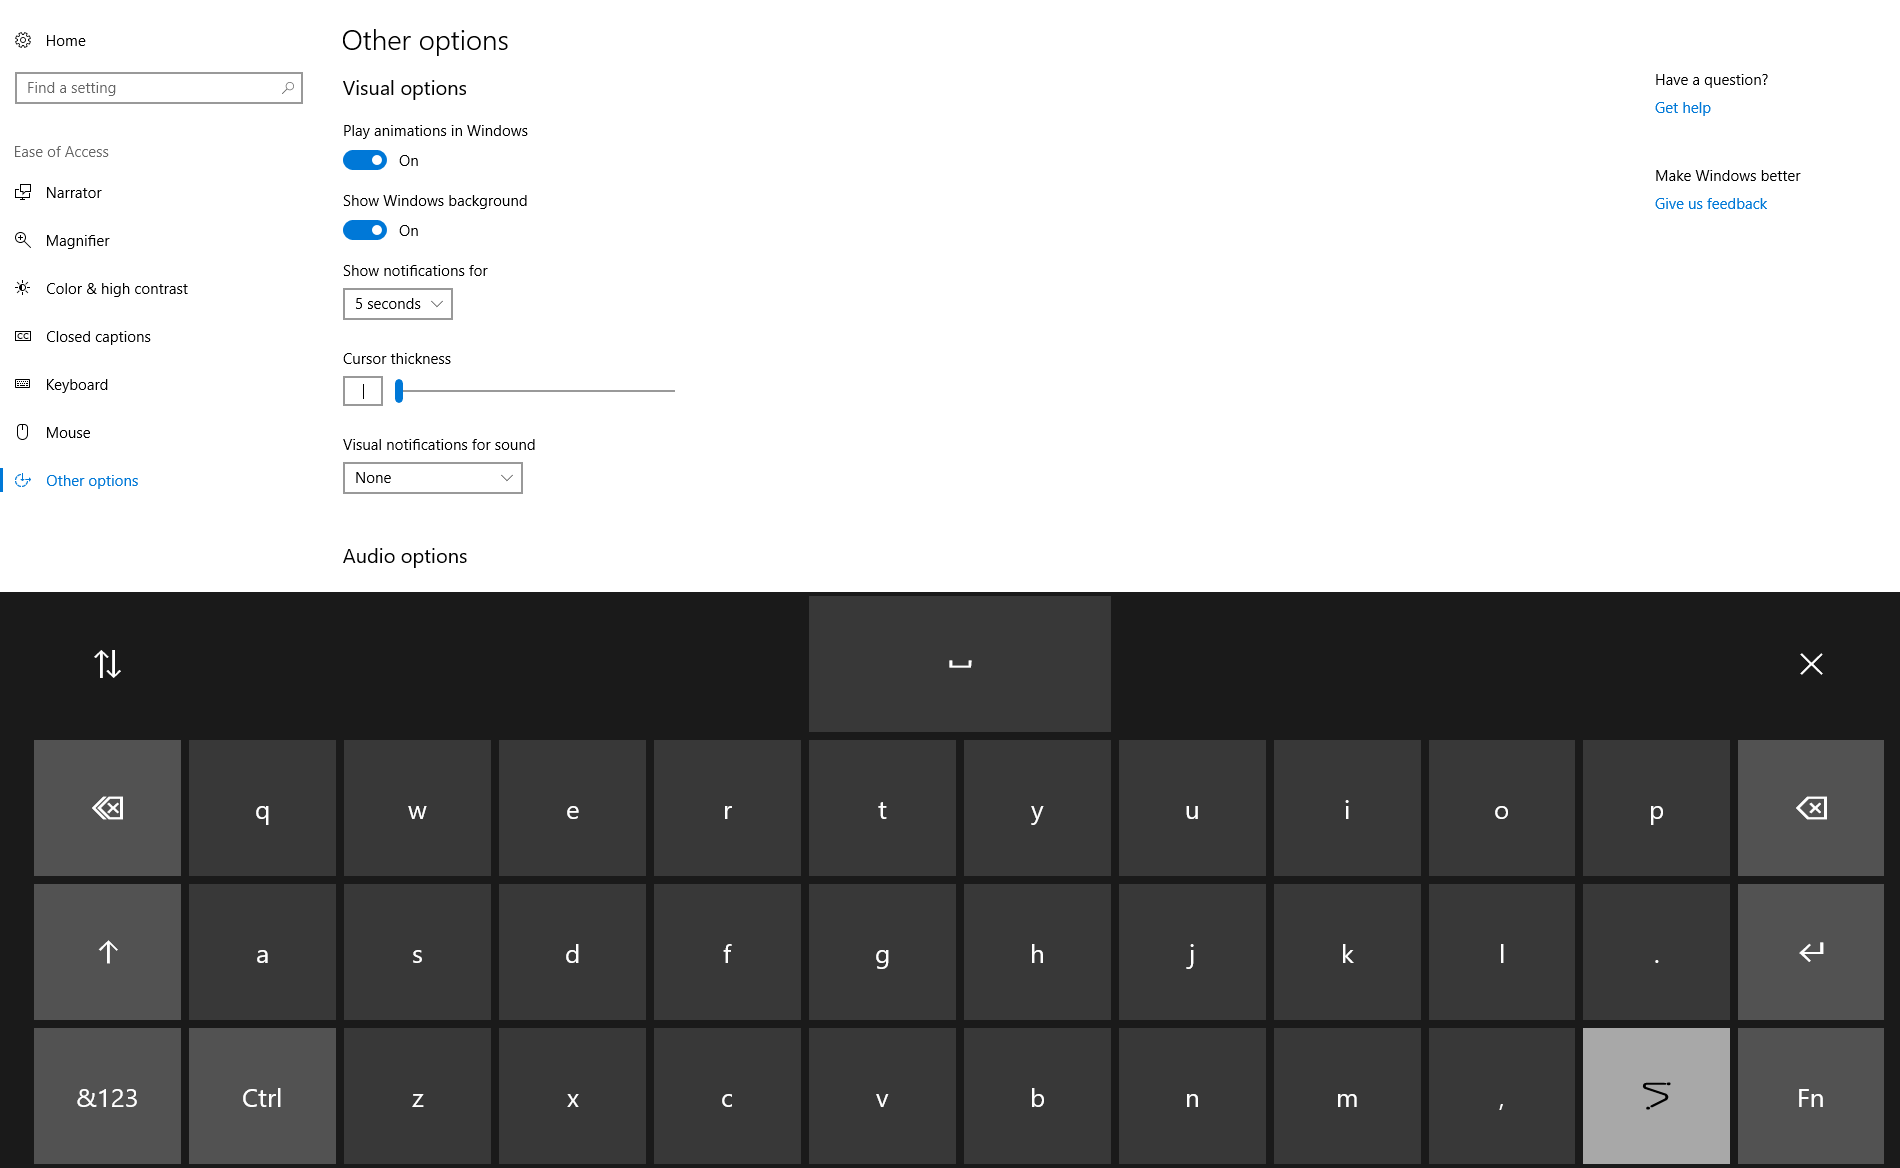 Home
Find a setting
Ease of Access
Narrator
Magnifier
Color & high contrast
Closed captions
Keyboard
Mouse
Other options
Other options
Visual options
Play animations in Windows
On
Show Windows background
On
Show notifications for
5 seconds
Cursor thickness
Visual notifications for sound
None
Audio options
Have a question?
Get help
Make Windows better
Give us feedback
q w e r t y u i o p
a s d f g h j k l .
&123 Ctrl z x c v b n m , Fn